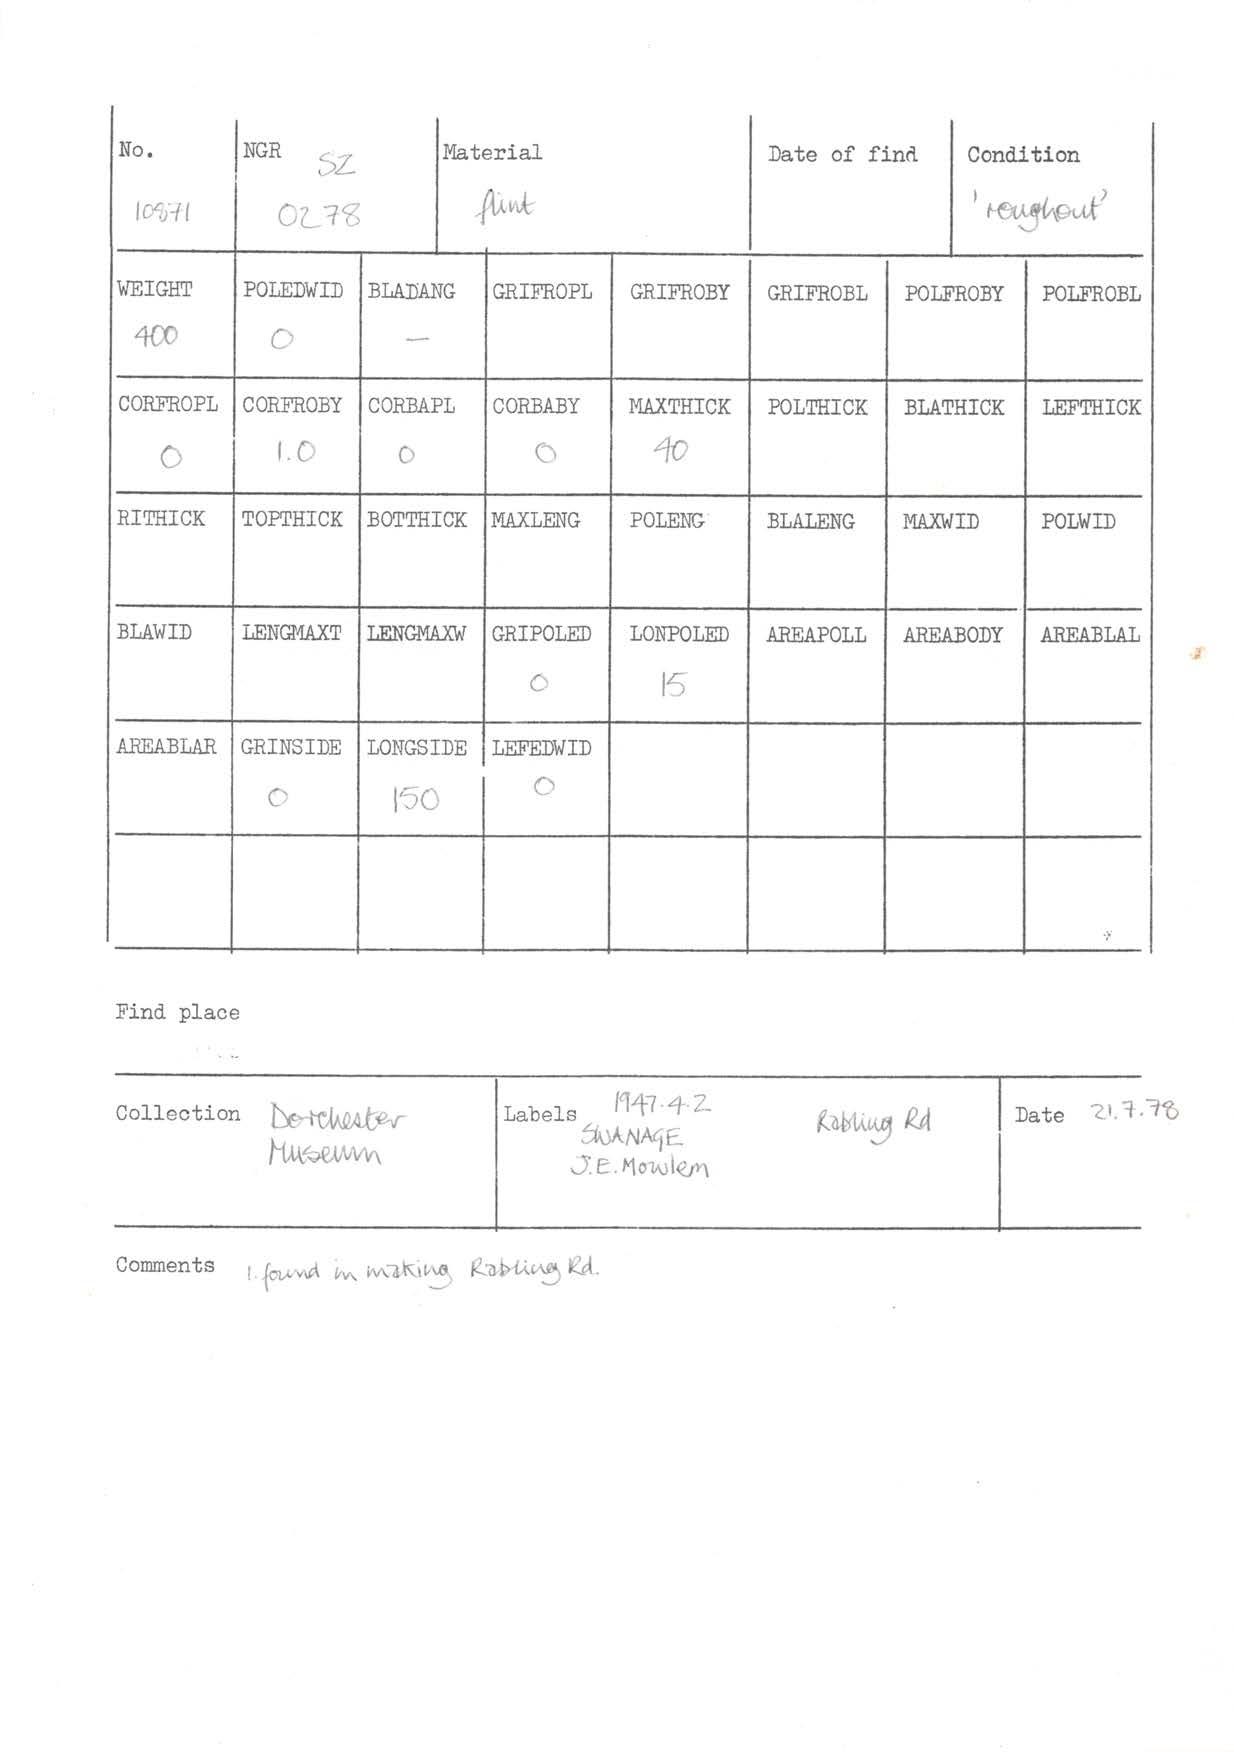 No. NGR SZ Material Date of find Condition
10871 0278 flint 'roughout'
WEIGHT POLEDWID BLADANG GRIFROPL GRIFROBY GRIFROBL POLFROBY POLFROBL
400 0 —
CORFROPL CORFROBY CORBAPL CORBABY MAXTHICK POLTHICK BLATHICK LEFTHICK
0 1.0 0 0 40
RITHICK TOPTHICK BOTTHICK MAXLENG POLENG BLALENG MAXWID POLWID
BLAWID LENGMAXT LENGMAXW GRIPOLED LONPOLED AREAPOLL AREABODY AREABLAL
0 15
AREABLAR GRINSIDE LONGSIDE LEFEDWID
0 150 0
Find place
Collection Dorchester
Museum
Labels 1947.4.2
SWANAGE
J.E. Mowlem
Rabling Rd
Date 21.7.78
Comments 1. found in making Rabling Rd.